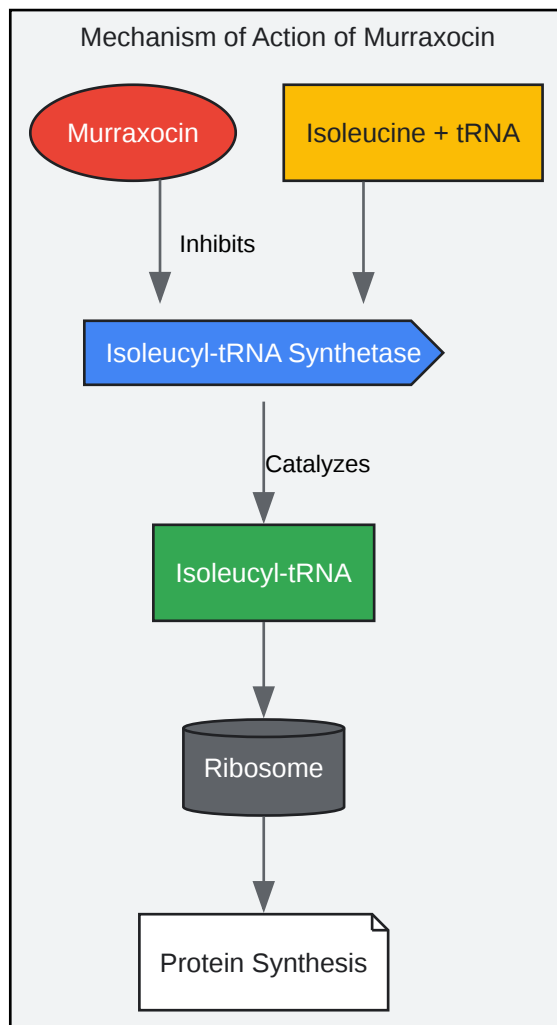 Mechanism of Action of Murraxocin
Murraxocin
Isoleucine + tRNA
Inhibits
Isoleucyl-tRNA Synthetase
Catalyzes
Isoleucyl-tRNA
Ribosome
Protein Synthesis